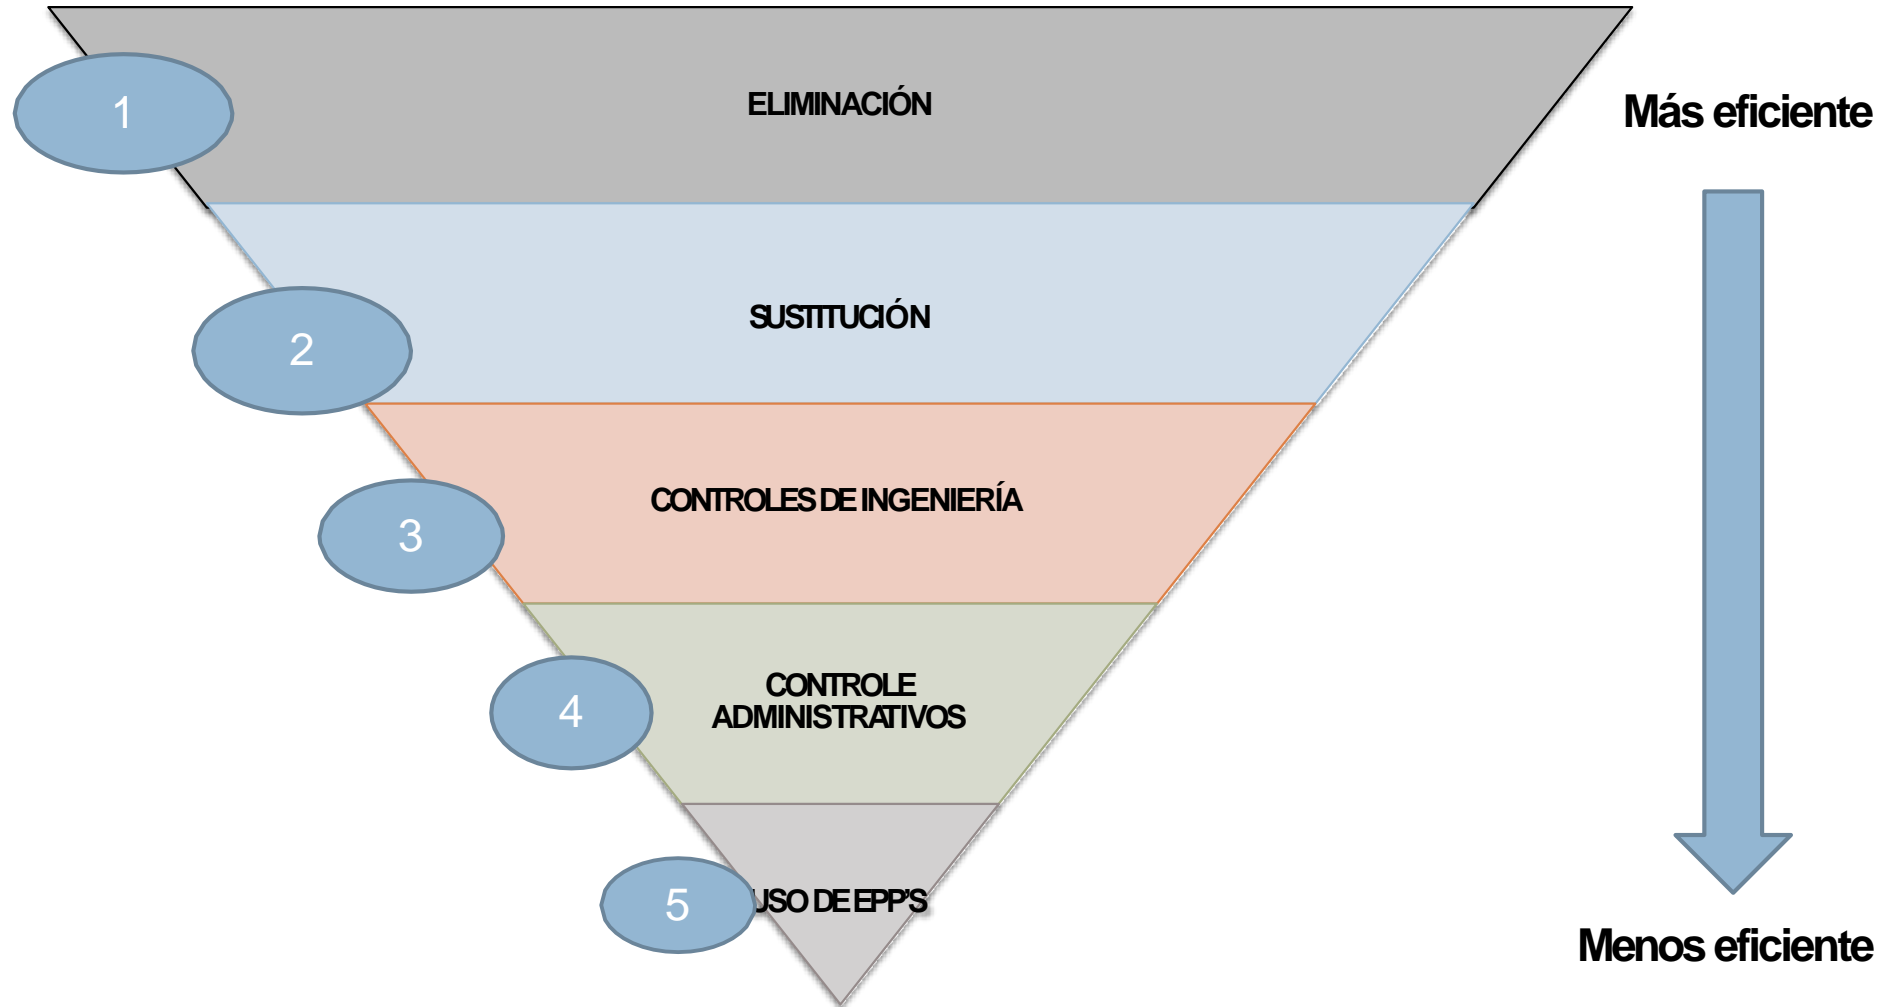 1
ELIMINACIÓN
Más eficiente
2
SUSTITUCIÓN
3
CONTROLES DE INGENIERÍA
4
CONTROLE
ADMINISTRATIVOS
5
USO DE EPP'S
Menos eficiente